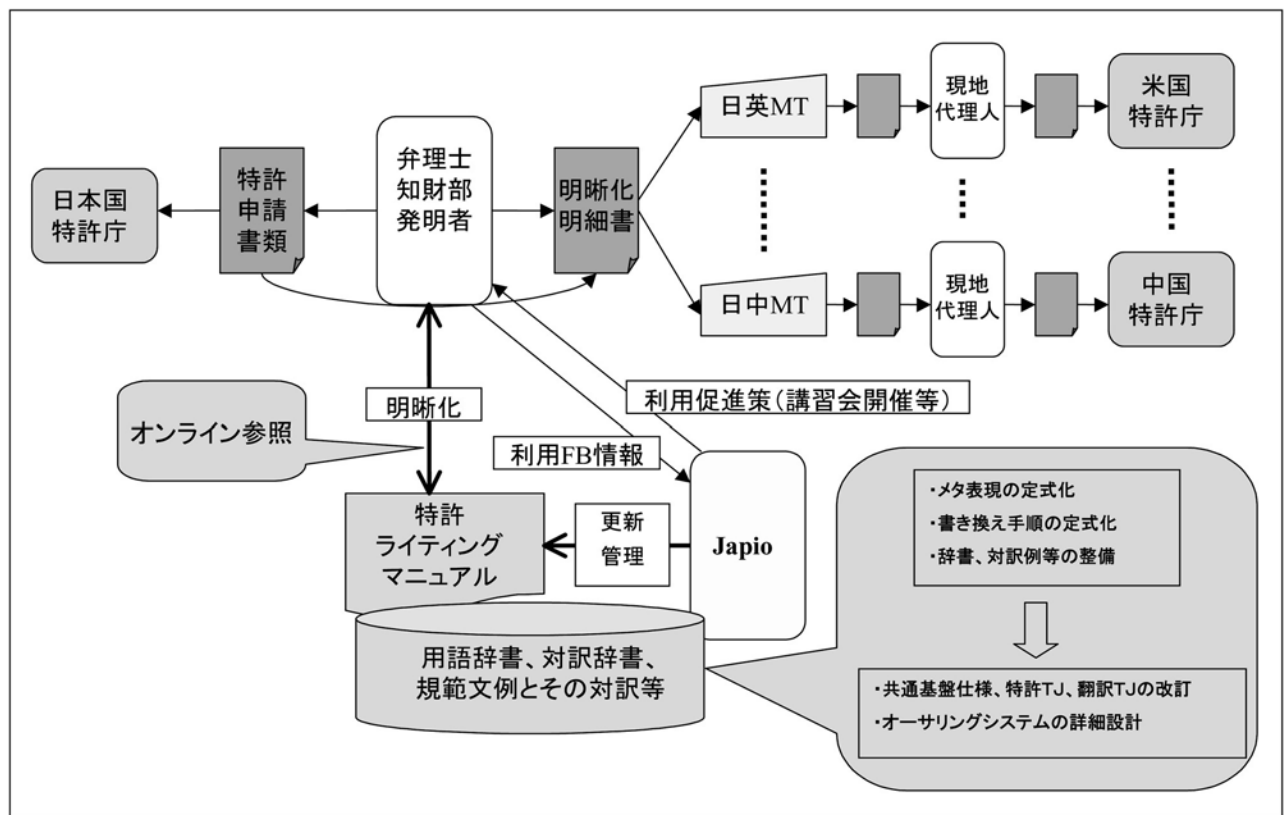 日本国
特許庁
特許
申請
書類
弁理士
知財部
発明者
明晰化
明細書
日英MT
現地
代理人
米国
特許庁
日中MT
現地
代理人
中国
特許庁
オンライン参照
明晰化
利用促進策(講習会開催等)
利用FB情報
特許
ライティング
マニュアル
更新
管理
Japio
用語辞書、対訳辞書、
規範文例とその対訳等
・メタ表現の定式化
・書き換え手順の定式化
・辞書、対訳例等の整備
・共通基盤仕様、特許TJ、翻訳TJの改訂
・オーサリングシステムの詳細設計